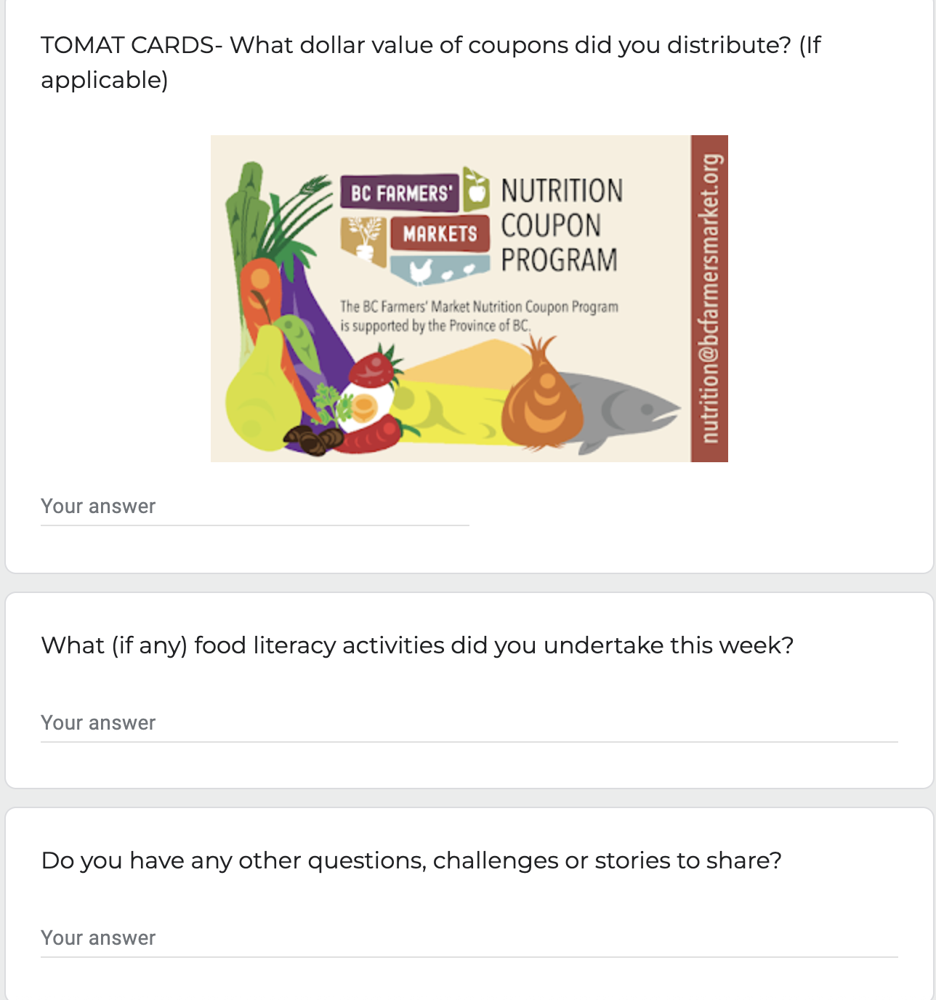 TOMAT CARDS- What dollar value of coupons did you distribute? (If
applicable)
BC FARMERS'
MARKETS
NUTRITION
COUPON
PROGRAM
The BC Farmers' Market Nutrition Coupon Program
is supported by the Province of BC.
nutrition@bcfarmersmarket.org
Your answer
What (if any) food literacy activities did you undertake this week?
Your answer
Do you have any other questions, challenges or stories to share?
Your answer